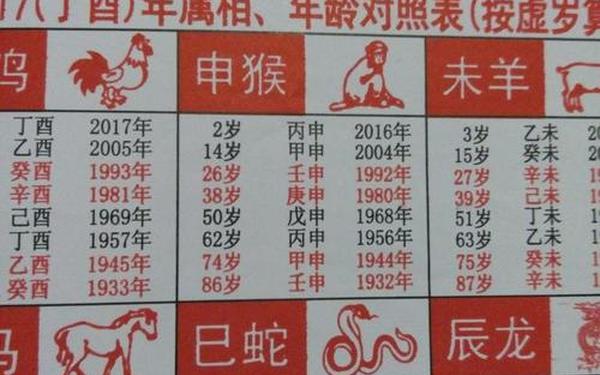 17(丁酉)年属相、年龄对照表(按虚岁算
鸡 申猴 未羊
丁酉 2017年 2岁 丙申 2016年 3岁 乙未
乙酉 2005年 14岁 甲申 2004年 15岁 癸未
癸酉 1993年 26岁 壬申 1992年 27岁 辛未
辛酉 1981年 38岁 庚申 1980年 39岁 己未
己酉 1969年 50岁 戊申 1968年 51岁 丁未
丁酉 1957年 62岁 丙申 1956年 63岁 乙未
乙酉 1945年 74岁 甲申 1944年 75岁 癸未
癸酉 1933年 86岁 壬申 1932年 87岁 辛未
马 巳蛇 辰龙